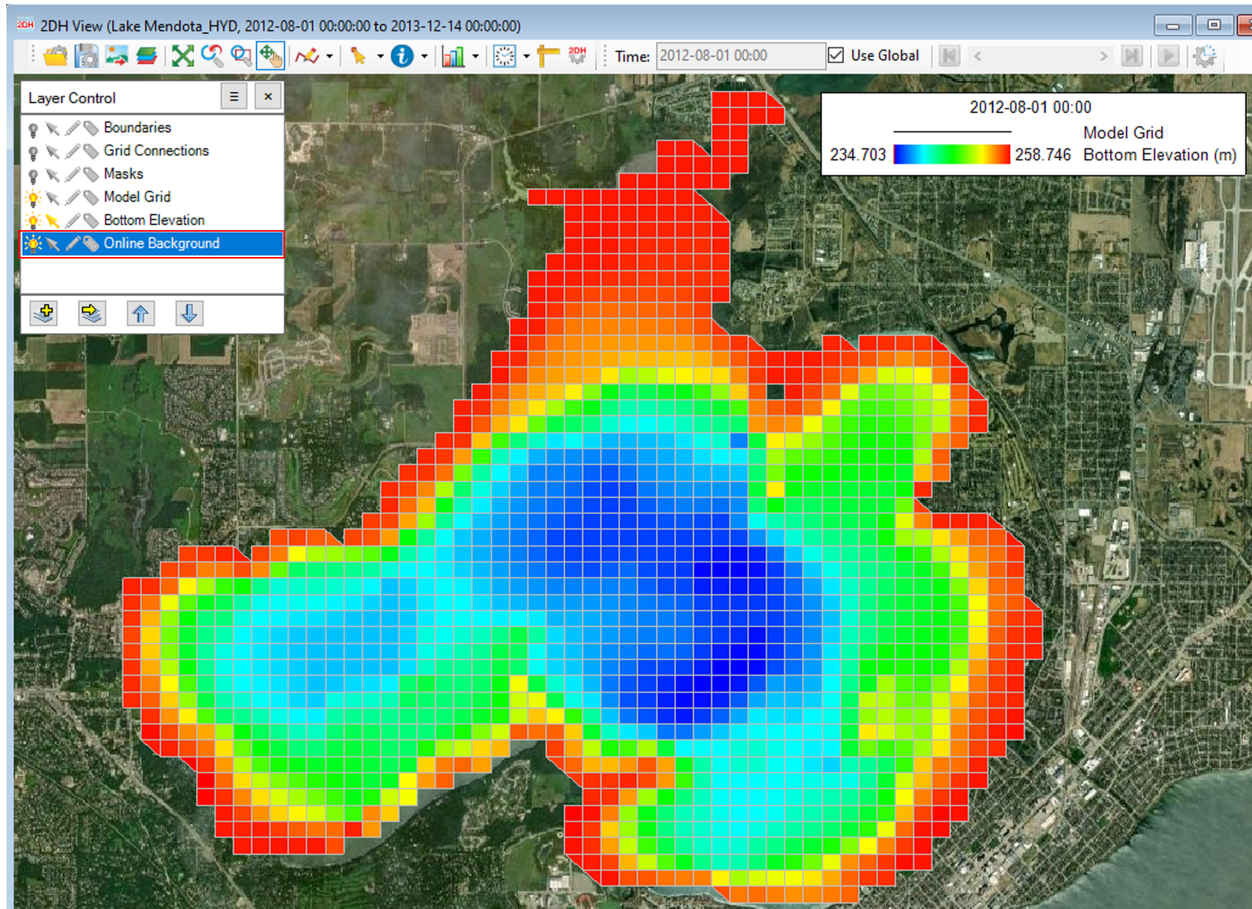 2DH 2DH View (Lake Mendota_HYD, 2012-08-01 00:00:00 to 2013-12-14 00:00:00)
2DH Time: 2012-08-01 00:00 Use Global
Layer Control
Boundaries
Grid Connections
Masks
Model Grid
Bottom Elevation
Online Background
2012-08-01 00:00
Model Grid
234.703 258.746 Bottom Elevation (m)